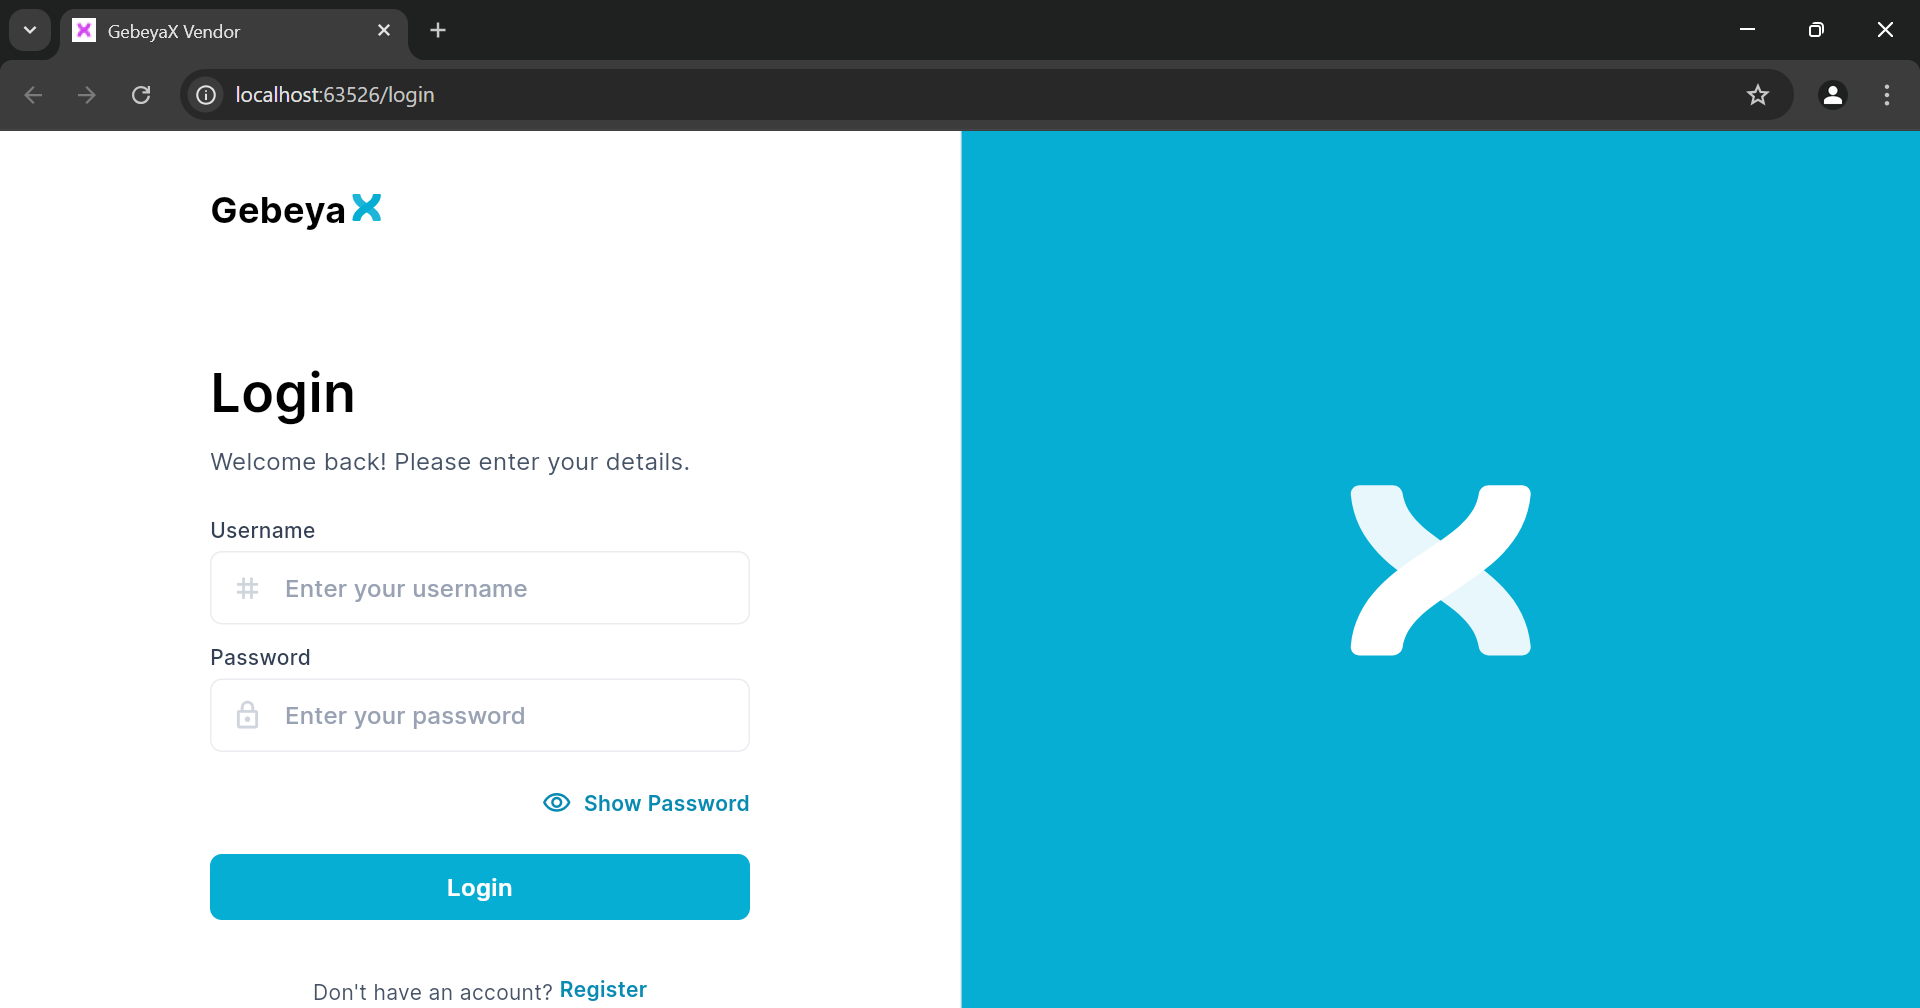 GebeyaX Vendor
localhost:63526/login
Gebeya X
Login
Welcome back! Please enter your details.
Username
Enter your username
Password
Enter your password
Show Password
Login
Don't have an account? Register